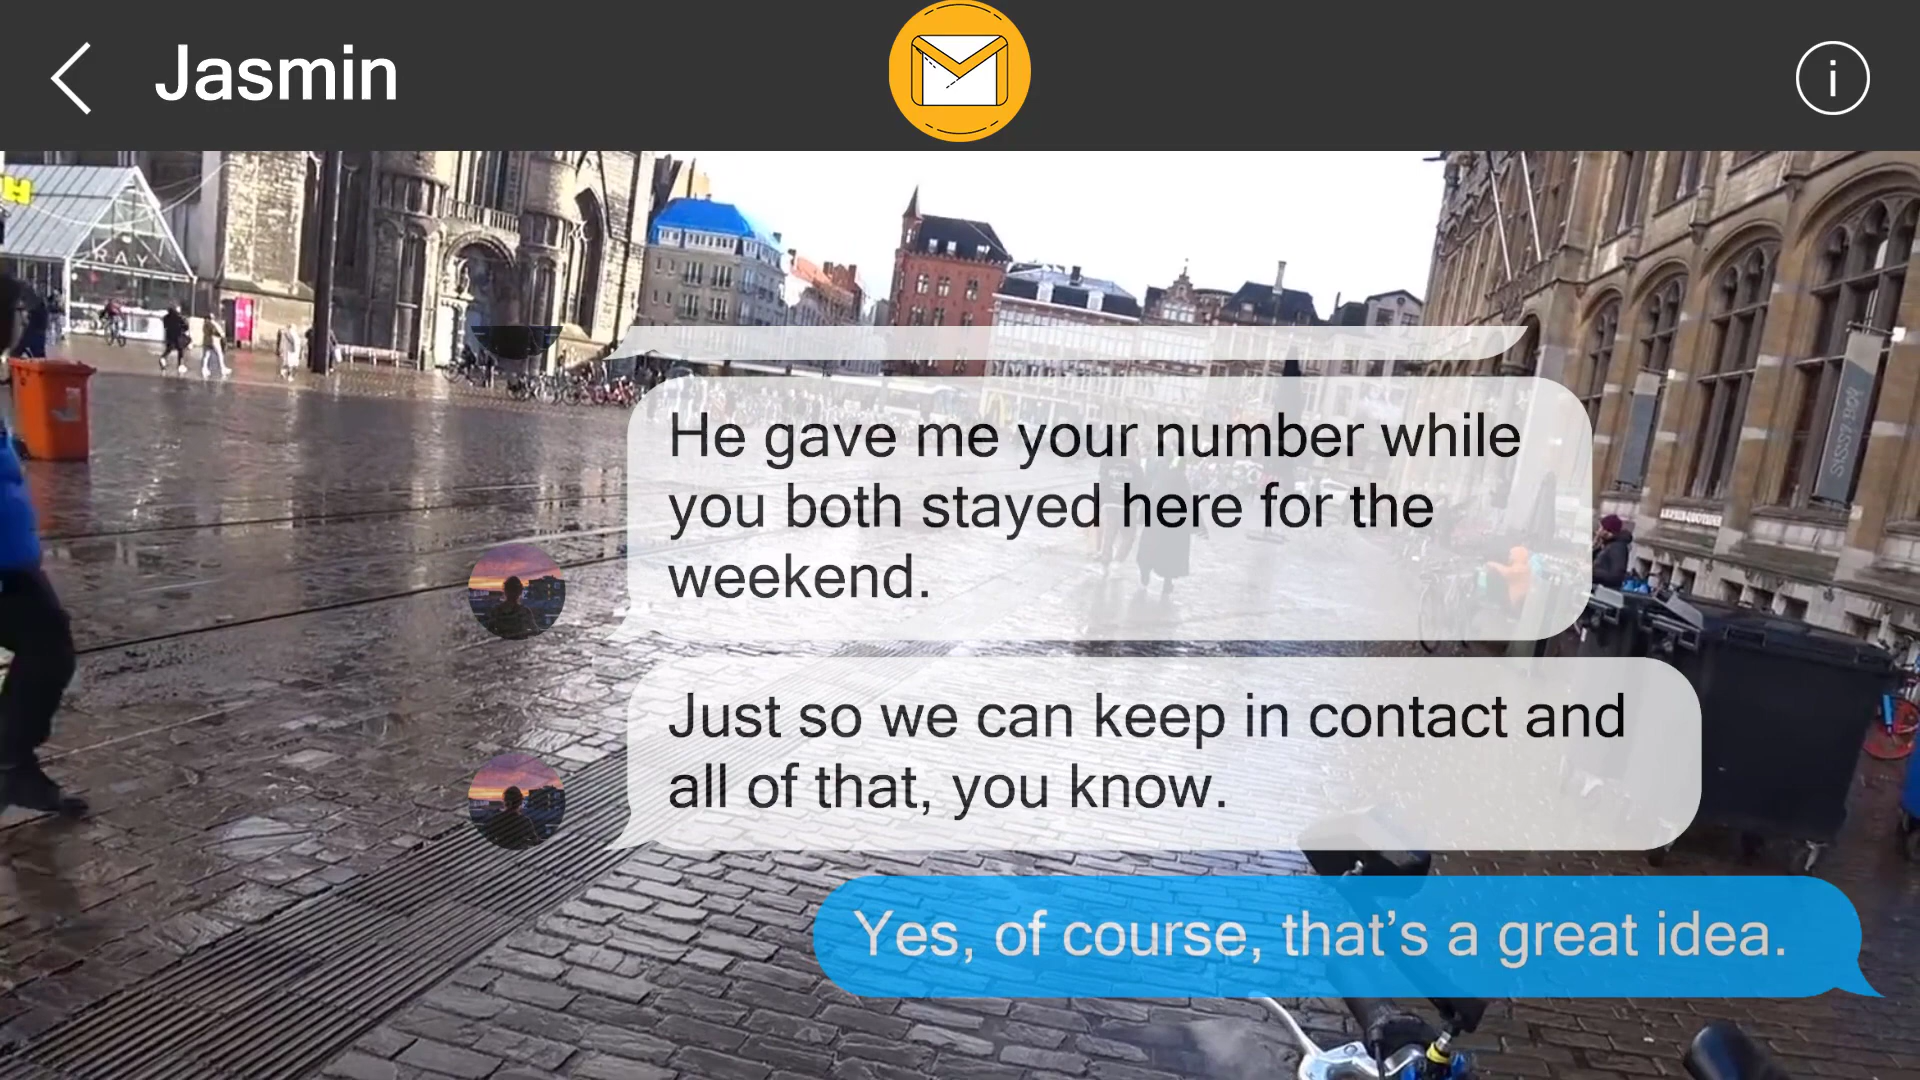 Jasmin
i
RAY
He gave me your number while
you both stayed here for the
weekend.
Just so we can keep in contact and
all of that, you know.
Yes, of course, that’s a great idea.